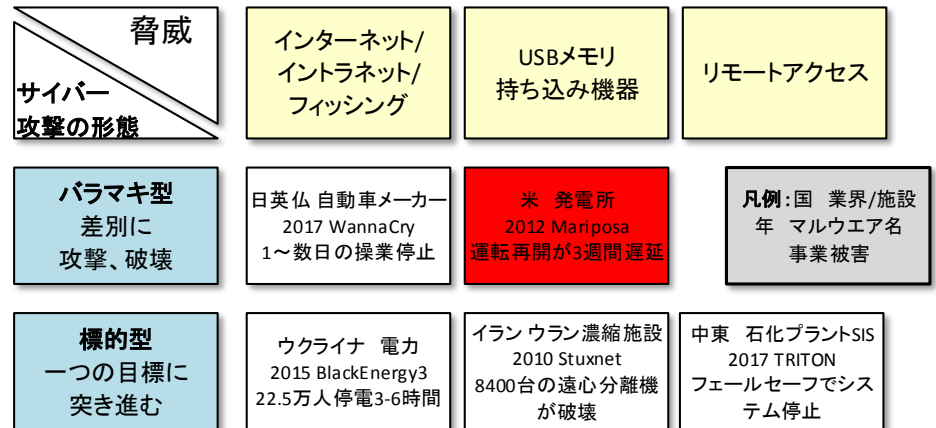 脅威
サイバー
攻撃の形態
インターネット/
イントラネット/
フィッシング
USBメモリ
持ち込み機器
リモートアクセス
バラマキ型
差別に
攻撃、破壊
日英仏 自動車メーカー
2017 WannaCry
1～数日の操業停止
米 発電所
2012 Mariposa
運転再開が3週間遅延
凡例:国 業界/施設
年 マルウエア名
事業被害
標的型
一つの目標に
突き進む
ウクライナ 電力
2015 BlackEnergy3
22.5万人停電3-6時間
イラン ウラン濃縮施設
2010 Stuxnet
8400台の遠心分離機
が破壊
中東 石化プラントSIS
2017 TRITON
フェールセーフでシス
テム停止